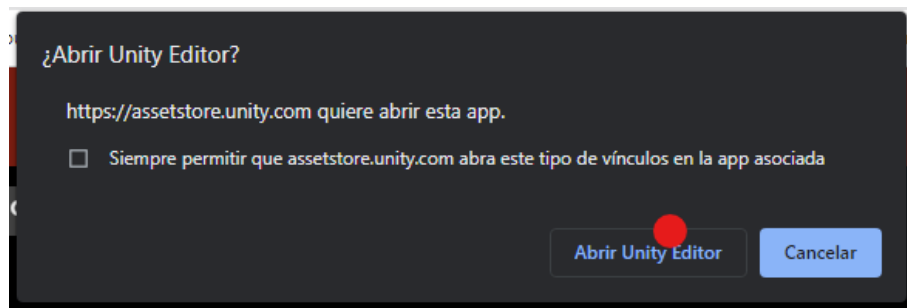 ¿Abrir Unity Editor?
https://assetstore.unity.com quiere abrir esta app.
Siempre permitir que assetstore.unity.com abra este tipo de vínculos en la app asociada
Abrir Unity Editor
Cancelar